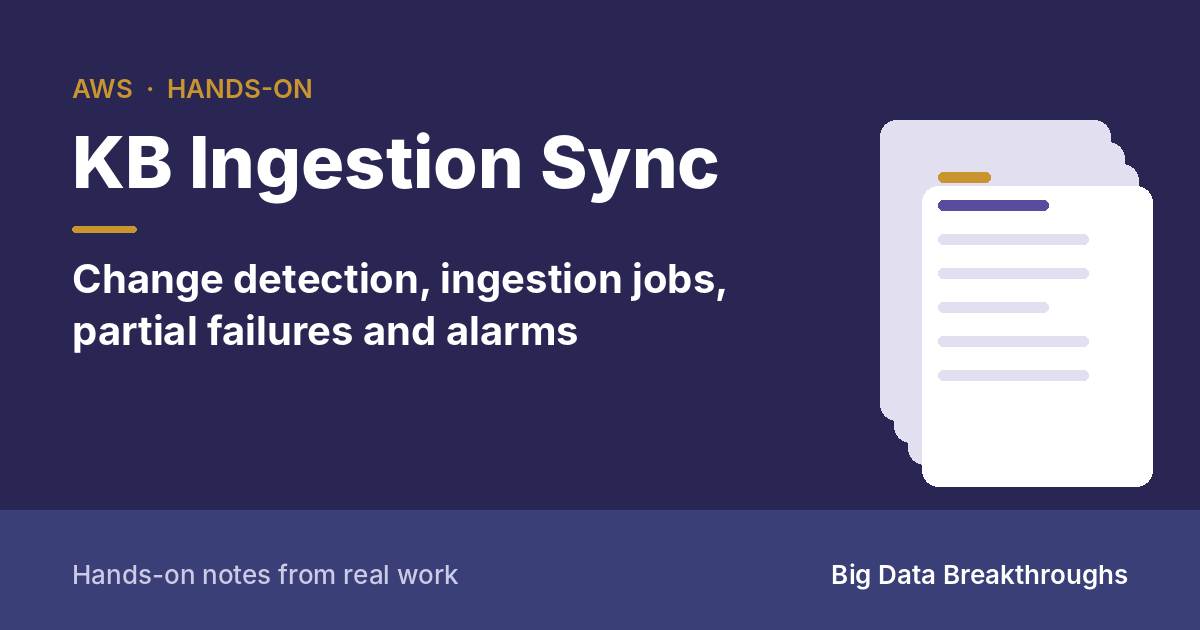 AWS · HANDS-ON
KB Ingestion Sync
Change detection, ingestion jobs,
partial failures and alarms
Hands-on notes from real work
Big Data Breakthroughs